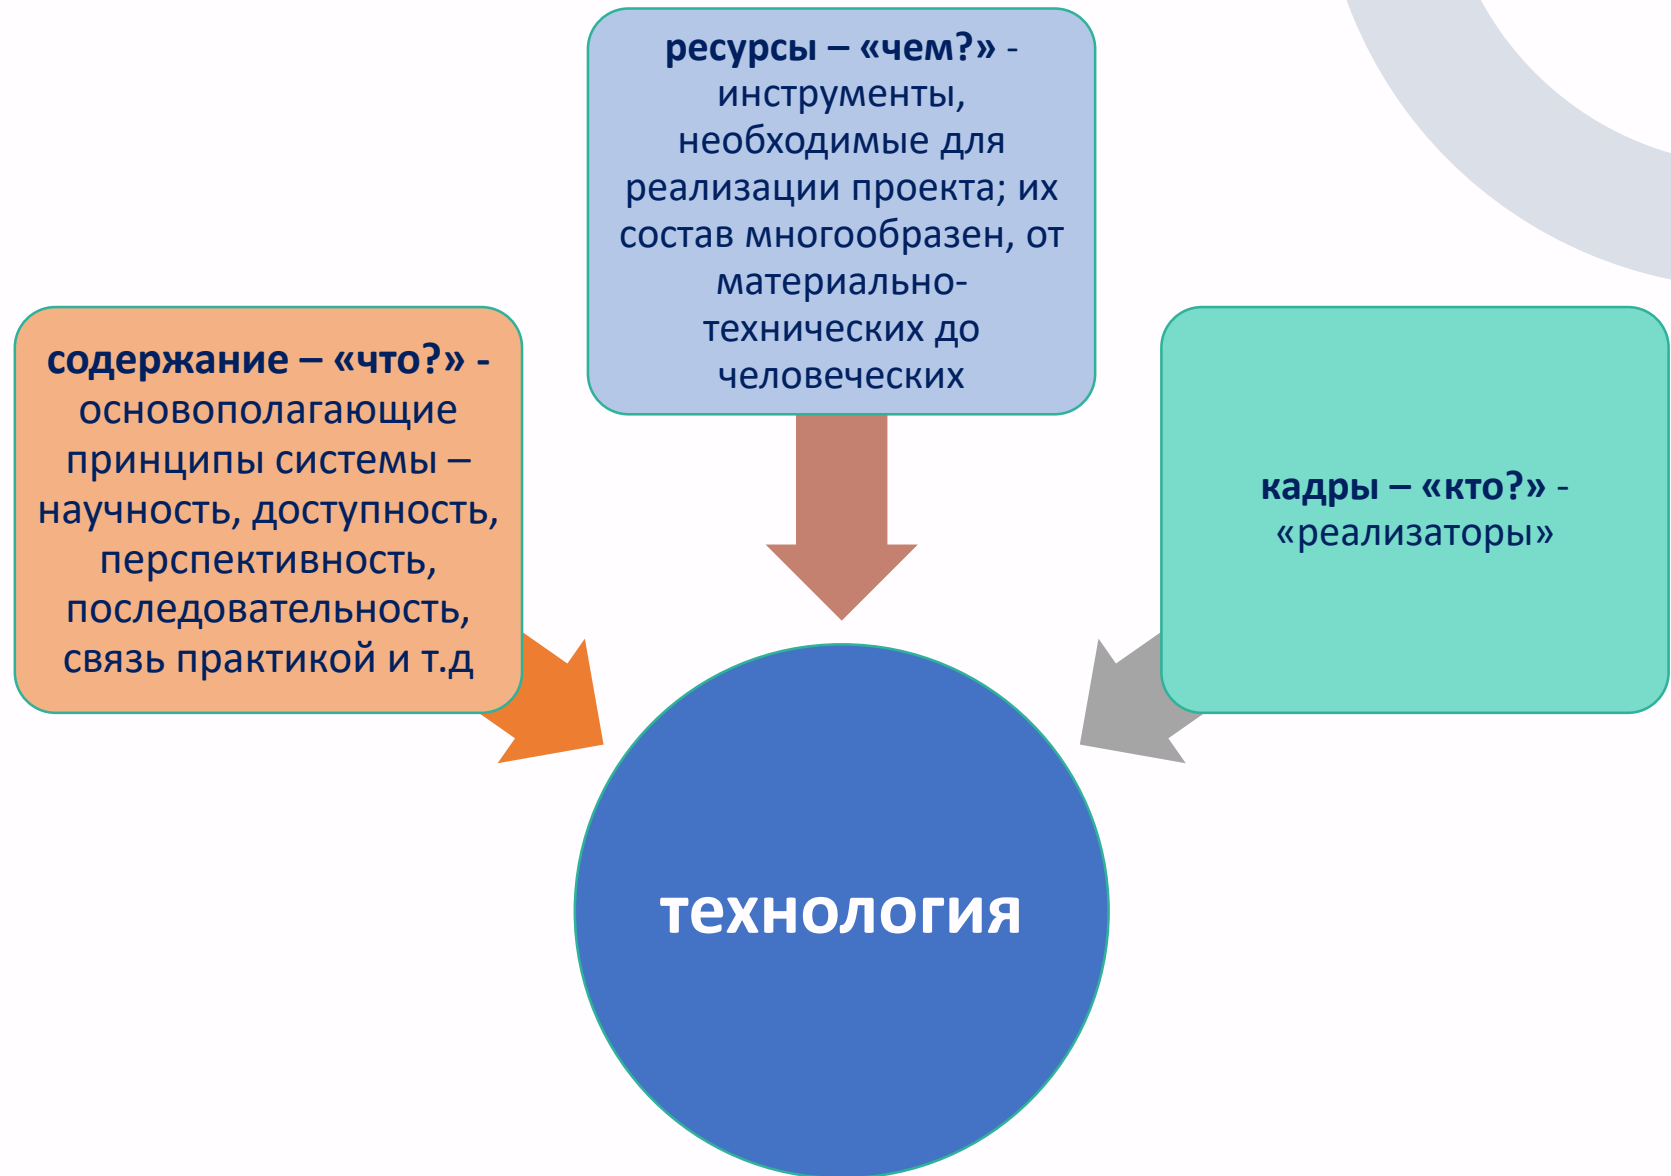 ресурсы – «чем?» -
инструменты,
необходимые для
реализации проекта; их
состав многообразен, от
материально-
технических до
человеческих
содержание – «что?» -
основополагающие
принципы системы –
научность, доступность,
перспективность,
последовательность,
связь практикой и т.д
кадры – «кто?» -
«реализаторы»
технология